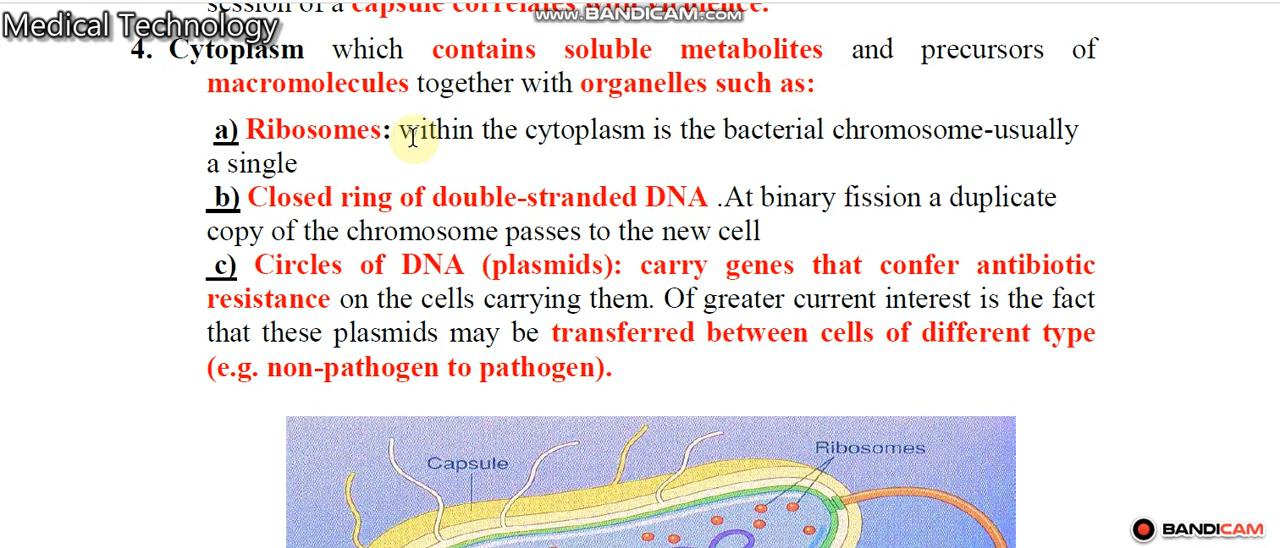 session of a capsule correlates with virulence.
www.BANDICAM.com
Medical Technology
4. Cytoplasm which contains soluble metabolites and precursors of
macromolecules together with organelles such as:
a) Ribosomes: within the cytoplasm is the bacterial chromosome-usually
a single
b) Closed ring of double-stranded DNA .At binary fission a duplicate
copy of the chromosome passes to the new cell
c) Circles of DNA (plasmids): carry genes that confer antibiotic
resistance on the cells carrying them. Of greater current interest is the fact
that these plasmids may be transferred between cells of different type
(e.g. non-pathogen to pathogen).
Ribosomes
Capsule
BANDICAM